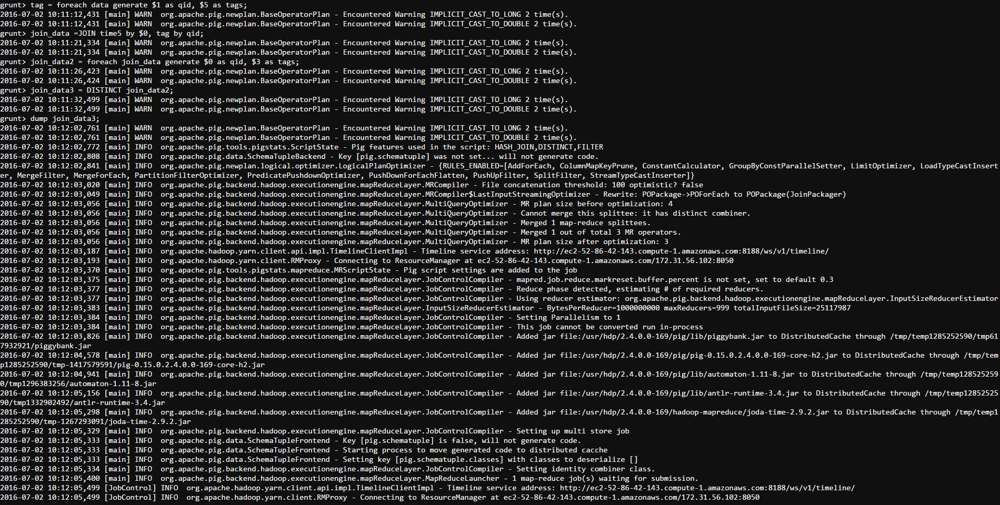 grunt> tag = foreach data generate $1 as qid, $5 as tags;
2016-07-02 10:11:12,431 [main] WARN  org.apache.pig.newplan.BaseOperatorPlan - Encountered Warning IMPLICIT_CAST_TO_LONG 2 time(s).
2016-07-02 10:11:12,431 [main] WARN  org.apache.pig.newplan.BaseOperatorPlan - Encountered Warning IMPLICIT_CAST_TO_DOUBLE 2 time(s).
grunt> join_data =JOIN time5 by $0, tag by qid;
2016-07-02 10:11:21,334 [main] WARN  org.apache.pig.newplan.BaseOperatorPlan - Encountered Warning IMPLICIT_CAST_TO_LONG 2 time(s).
2016-07-02 10:11:21,334 [main] WARN  org.apache.pig.newplan.BaseOperatorPlan - Encountered Warning IMPLICIT_CAST_TO_DOUBLE 2 time(s).
grunt> join_data2 = foreach join_data generate $0 as qid, $3 as tags;
2016-07-02 10:11:26,423 [main] WARN  org.apache.pig.newplan.BaseOperatorPlan - Encountered Warning IMPLICIT_CAST_TO_LONG 2 time(s).
2016-07-02 10:11:26,424 [main] WARN  org.apache.pig.newplan.BaseOperatorPlan - Encountered Warning IMPLICIT_CAST_TO_DOUBLE 2 time(s).
grunt> join_data3 = DISTINCT join_data2;
2016-07-02 10:11:32,499 [main] WARN  org.apache.pig.newplan.BaseOperatorPlan - Encountered Warning IMPLICIT_CAST_TO_LONG 2 time(s).
2016-07-02 10:11:32,499 [main] WARN  org.apache.pig.newplan.BaseOperatorPlan - Encountered Warning IMPLICIT_CAST_TO_DOUBLE 2 time(s).
grunt> dump join_data3;
2016-07-02 10:12:02,761 [main] WARN  org.apache.pig.newplan.BaseOperatorPlan - Encountered Warning IMPLICIT_CAST_TO_LONG 2 time(s).
2016-07-02 10:12:02,761 [main] WARN  org.apache.pig.newplan.BaseOperatorPlan - Encountered Warning IMPLICIT_CAST_TO_DOUBLE 2 time(s).
2016-07-02 10:12:02,772 [main] INFO  org.apache.pig.tools.pigstats.ScriptState - Pig features used in the script: HASH_JOIN,DISTINCT,FILTER
2016-07-02 10:12:02,808 [main] INFO  org.apache.pig.data.SchemaTupleBackend - Key [pig.schematuple] was not set... will not generate code.
2016-07-02 10:12:02,841 [main] INFO  org.apache.pig.newplan.logical.optimizer.LogicalPlanOptimizer - {RULES_ENABLED=[AddForEach, ColumnMapKeyPrune, ConstantCalculator, GroupByConstParallelSetter, LimitOptimizer, LoadTypeCastInsert
er, MergeFilter, MergeForEach, PartitionFilterOptimizer, PredicatePushdownOptimizer, PushDownForEachFlatten, PushUpFilter, SplitFilter, StreamTypeCastInserter]}
2016-07-02 10:12:03,020 [main] INFO  org.apache.pig.backend.hadoop.executionengine.mapReduceLayer.MRCompiler - File concatenation threshold: 100 optimistic? false
2016-07-02 10:12:03,049 [main] INFO  org.apache.pig.backend.hadoop.executionengine.mapReduceLayer.MRCompiler$LastInputStreamingOptimizer - Rewrite: POPackage->POForEach to POPackage(JoinPackager)
2016-07-02 10:12:03,056 [main] INFO  org.apache.pig.backend.hadoop.executionengine.mapReduceLayer.MultiQueryOptimizer - MR plan size before optimization: 4
2016-07-02 10:12:03,056 [main] INFO  org.apache.pig.backend.hadoop.executionengine.mapReduceLayer.MultiQueryOptimizer - Cannot merge this splittee: it has distinct combiner.
2016-07-02 10:12:03,056 [main] INFO  org.apache.pig.backend.hadoop.executionengine.mapReduceLayer.MultiQueryOptimizer - Merged 1 map-reduce splittees.
2016-07-02 10:12:03,056 [main] INFO  org.apache.pig.backend.hadoop.executionengine.mapReduceLayer.MultiQueryOptimizer - Merged 1 out of total 3 MR operators.
2016-07-02 10:12:03,056 [main] INFO  org.apache.pig.backend.hadoop.executionengine.mapReduceLayer.MultiQueryOptimizer - MR plan size after optimization: 3
2016-07-02 10:12:03,187 [main] INFO  org.apache.hadoop.yarn.client.api.impl.TimelineClientImpl - Timeline service address: http://ec2-52-86-42-143.compute-1.amazonaws.com:8188/ws/v1/timeline/
2016-07-02 10:12:03,193 [main] INFO  org.apache.hadoop.yarn.client.RMProxy - Connecting to ResourceManager at ec2-52-86-42-143.compute-1.amazonaws.com/172.31.56.102:8050
2016-07-02 10:12:03,370 [main] INFO  org.apache.pig.tools.pigstats.mapreduce.MRScriptState - Pig script settings are added to the job
2016-07-02 10:12:03,375 [main] INFO  org.apache.pig.backend.hadoop.executionengine.mapReduceLayer.JobControlCompiler - mapred.job.reduce.markreset.buffer.percent is not set, set to default 0.3
2016-07-02 10:12:03,377 [main] INFO  org.apache.pig.backend.hadoop.executionengine.mapReduceLayer.JobControlCompiler - Reduce phase detected, estimating # of required reducers.
2016-07-02 10:12:03,377 [main] INFO  org.apache.pig.backend.hadoop.executionengine.mapReduceLayer.JobControlCompiler - Using reducer estimator: org.apache.pig.backend.hadoop.executionengine.mapReduceLayer.InputSizeReducerEstimator
2016-07-02 10:12:03,383 [main] INFO  org.apache.pig.backend.hadoop.executionengine.mapReduceLayer.InputSizeReducerEstimator - BytesPerReducer=1000000000 maxReducers=999 totalInputFileSize=25117987
2016-07-02 10:12:03,384 [main] INFO  org.apache.pig.backend.hadoop.executionengine.mapReduceLayer.JobControlCompiler - Setting Parallelism to 1
2016-07-02 10:12:03,384 [main] INFO  org.apache.pig.backend.hadoop.executionengine.mapReduceLayer.JobControlCompiler - This job cannot be converted run in-process
2016-07-02 10:12:03,826 [main] INFO  org.apache.pig.backend.hadoop.executionengine.mapReduceLayer.JobControlCompiler - Added jar file:/usr/hdp/2.4.0.0-169/pig/lib/piggybank.jar to DistributedCache through /tmp/temp1285252590/tmp61
7932921/piggybank.jar
2016-07-02 10:12:04,578 [main] INFO  org.apache.pig.backend.hadoop.executionengine.mapReduceLayer.JobControlCompiler - Added jar file:/usr/hdp/2.4.0.0-169/pig/pig-0.15.0.2.4.0.0-169-core-h2.jar to DistributedCache through /tmp/tem
p1285252590/tmp-1417579591/pig-0.15.0.2.4.0.0-169-core-h2.jar
2016-07-02 10:12:04,941 [main] INFO  org.apache.pig.backend.hadoop.executionengine.mapReduceLayer.JobControlCompiler - Added jar file:/usr/hdp/2.4.0.0-169/pig/lib/automaton-1.11-8.jar to DistributedCache through /tmp/temp128525259
0/tmp1296383256/automaton-1.11-8.jar
2016-07-02 10:12:05,156 [main] INFO  org.apache.pig.backend.hadoop.executionengine.mapReduceLayer.JobControlCompiler - Added jar file:/usr/hdp/2.4.0.0-169/pig/lib/antlr-runtime-3.4.jar to DistributedCache through /tmp/temp12852525
90/tmp1332902492/antlr-runtime-3.4.jar
2016-07-02 10:12:05,298 [main] INFO  org.apache.pig.backend.hadoop.executionengine.mapReduceLayer.JobControlCompiler - Added jar file:/usr/hdp/2.4.0.0-169/hadoop-mapreduce/joda-time-2.9.2.jar to DistributedCache through /tmp/temp1
285252590/tmp-1267293091/joda-time-2.9.2.jar
2016-07-02 10:12:05,329 [main] INFO  org.apache.pig.backend.hadoop.executionengine.mapReduceLayer.JobControlCompiler - Setting up multi store job
2016-07-02 10:12:05,333 [main] INFO  org.apache.pig.data.SchemaTupleFrontend - Key [pig.schematuple] is false, will not generate code.
2016-07-02 10:12:05,333 [main] INFO  org.apache.pig.data.SchemaTupleFrontend - Starting process to move generated code to distributed cacche
2016-07-02 10:12:05,333 [main] INFO  org.apache.pig.data.SchemaTupleFrontend - Setting key [pig.schematuple.classes] with classes to deserialize []
2016-07-02 10:12:05,334 [main] INFO  org.apache.pig.backend.hadoop.executionengine.mapReduceLayer.JobControlCompiler - Setting identity combiner class.
2016-07-02 10:12:05,400 [main] INFO  org.apache.pig.backend.hadoop.executionengine.mapReduceLayer.MapReduceLauncher - 1 map-reduce job(s) waiting for submission.
2016-07-02 10:12:05,499 [JobControl] INFO  org.apache.hadoop.yarn.client.api.impl.TimelineClientImpl - Timeline service address: http://ec2-52-86-42-143.compute-1.amazonaws.com:8188/ws/v1/timeline/
2016-07-02 10:12:05,499 [JobControl] INFO  org.apache.hadoop.yarn.client.RMProxy - Connecting to ResourceManager at ec2-52-86-42-143.compute-1.amazonaws.com/172.31.56.102:8050